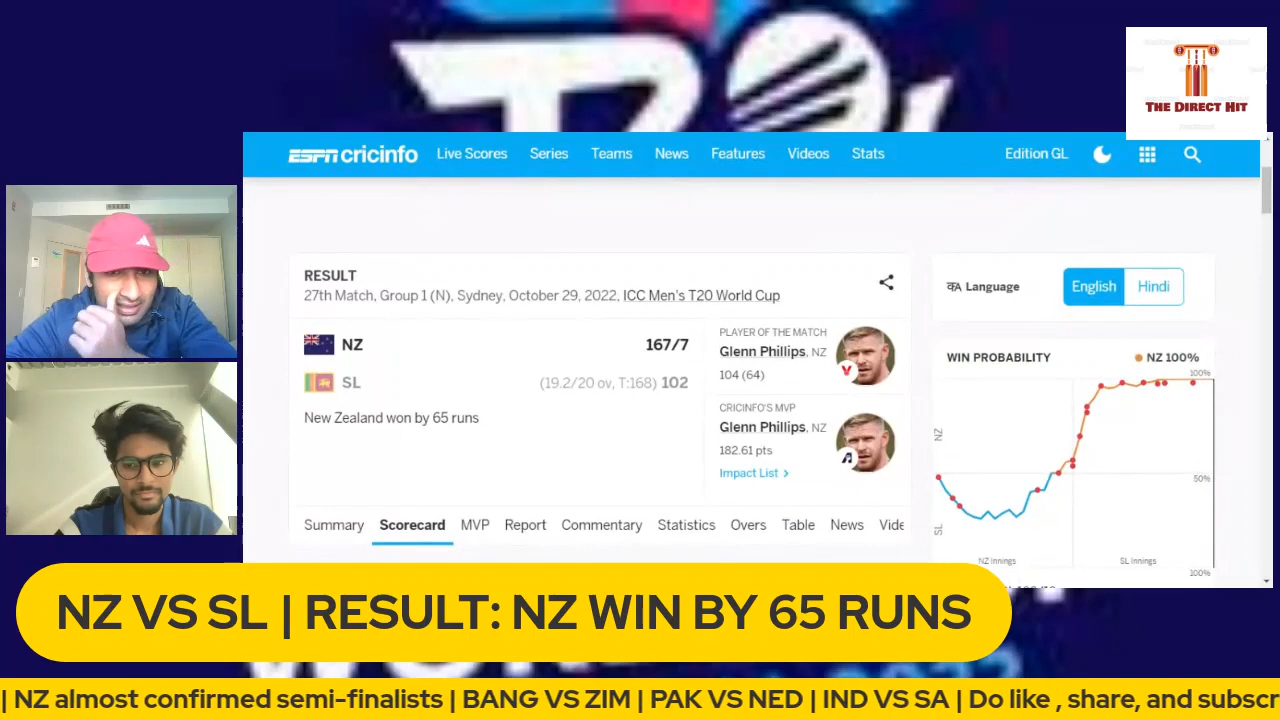 THE DIRECT HIT
ESPN cricinfo Live Scores Series Teams News Features Videos Stats Edition GL
RESULT
27th Match, Group 1 (N), Sydney, October 29, 2022, ICC Men's T20 World Cup
NZ 167/7
SL (19.2/20 ov, T:168) 102
New Zealand won by 65 runs
PLAYER OF THE MATCH
Glenn Phillips, NZ
104 (64)
CRICINFO'S MVP
Glenn Phillips, NZ
182.61 pts
Impact List
Summary Scorecard MVP Report Commentary Statistics Overs Table News Vide
क/A Language English Hindi
WIN PROBABILITY NZ 100%
100%
NZ
50%
SL
NZ Innings SL Innings
100%
NZ VS SL | RESULT: NZ WIN BY 65 RUNS
| NZ almost confirmed semi-finalists | BANG VS ZIM | PAK VS NED | IND VS SA | Do like , share, and subscr